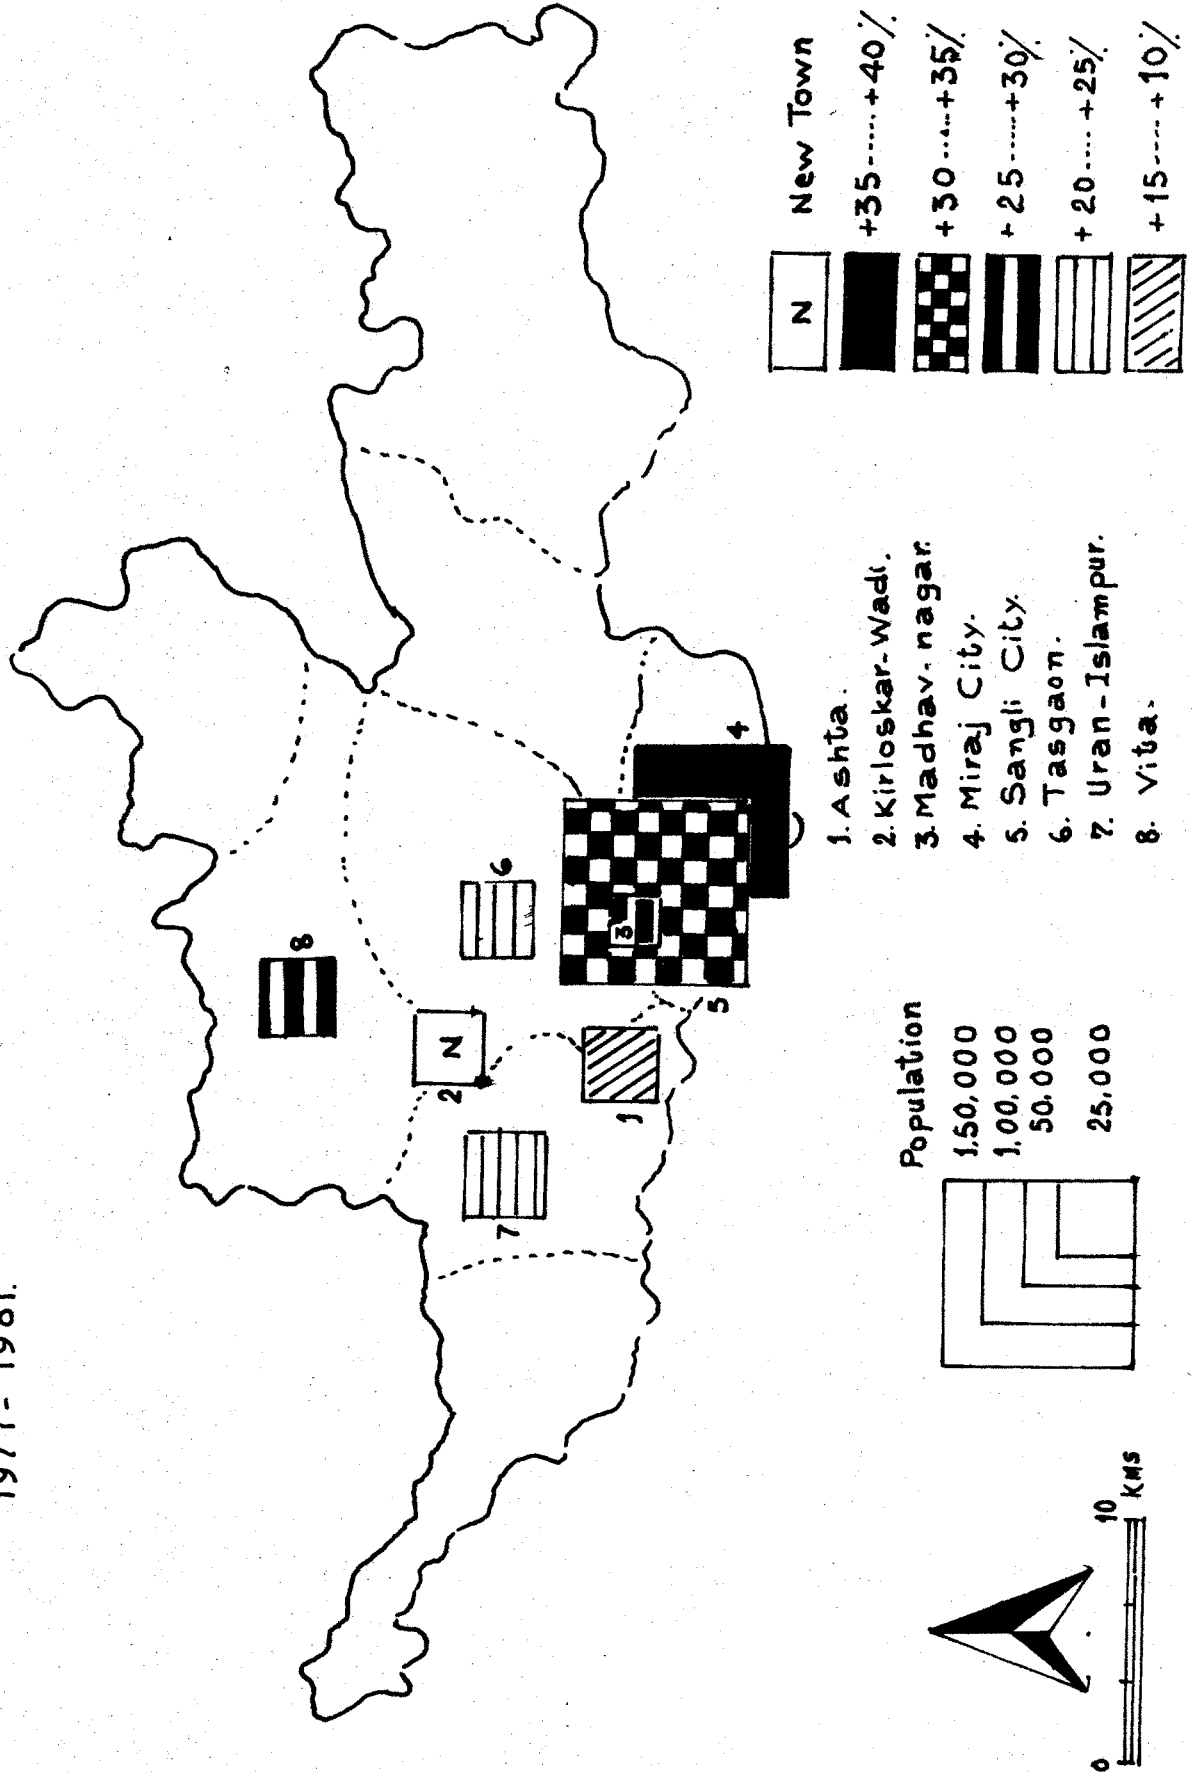 1971-1981.
8
6
2
N
7
1
3
5
4
N New Town
+35-----+40%
+30-----+35%
+25-----+30%
+20-----+25%
+15-----+10%
1. Ashta.
2. Kirloskar-Wadi.
3. Madhav-nagar.
4. Miraj City.
5. Sangli City.
6. Tasgaon.
7. Uran-Islampur.
8. Vita.
Population
1,50,000
1,00,000
50,000
25,000
0 10
KMS